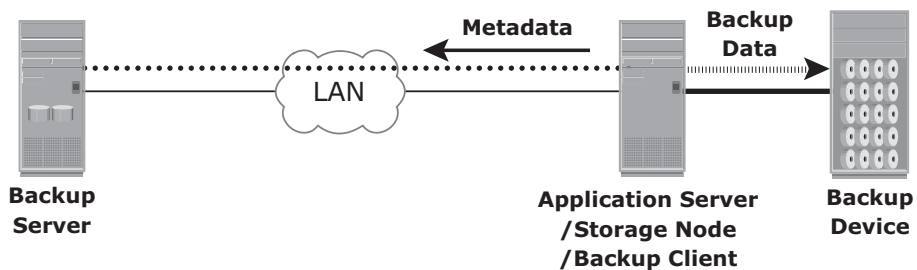 Metadata
Backup
Data
LAN
Backup
Server
Application Server
/Storage Node
/Backup Client
Backup
Device